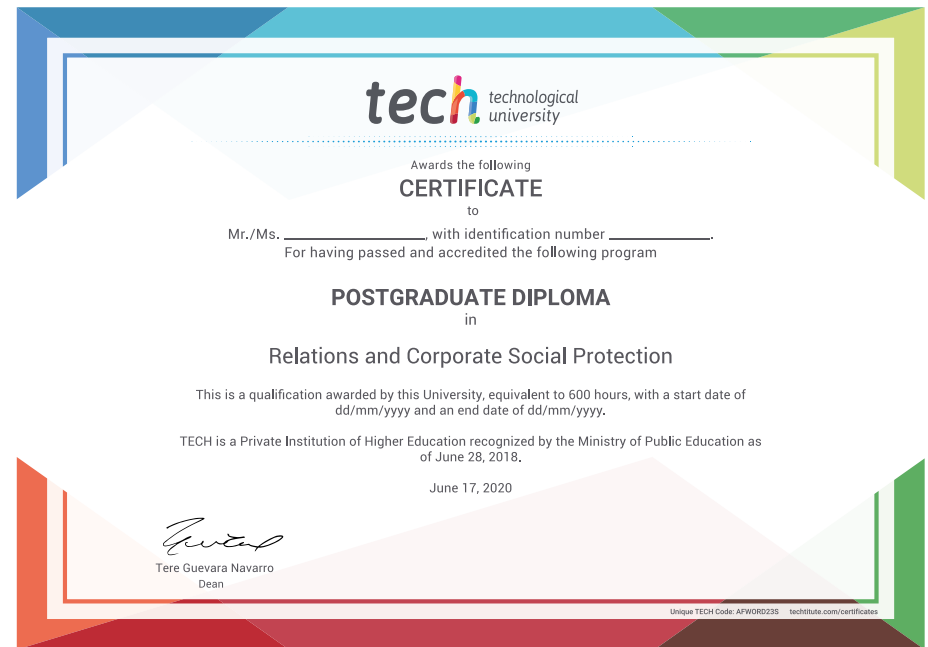 tech technological
university
Awards the following
CERTIFICATE
to
Mr./Ms. ____________________, with identification number ______________.
For having passed and accredited the following program
POSTGRADUATE DIPLOMA
in
Relations and Corporate Social Protection
This is a qualification awarded by this University, equivalent to 600 hours, with a start date of
dd/mm/yyyy and an end date of dd/mm/yyyy.
TECH is a Private Institution of Higher Education recognized by the Ministry of Public Education as
of June 28, 2018.
June 17, 2020
Tere Guevara Navarro
Dean
Unique TECH Code: AFWORD23S techtitute.com/certificates